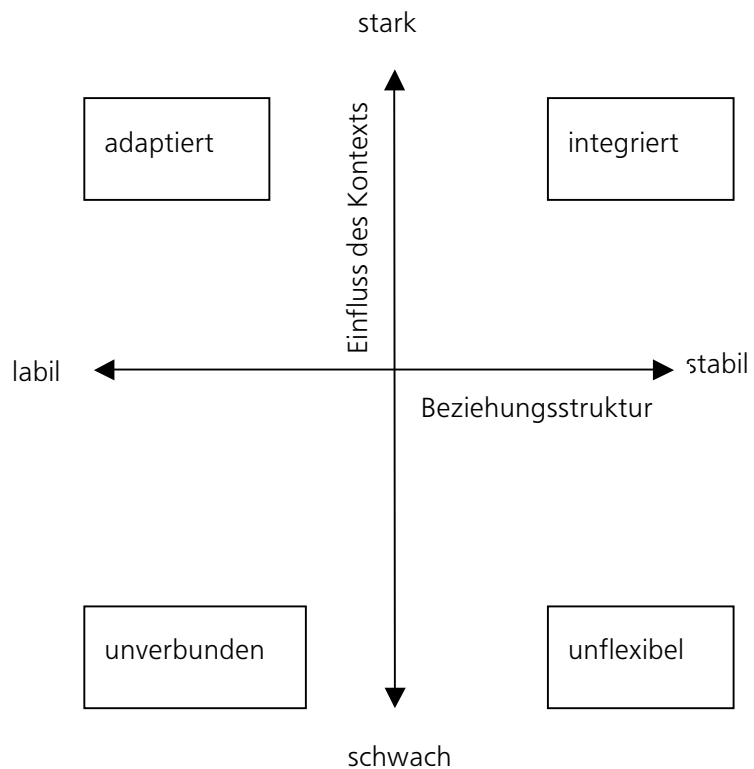 stark
adaptiert
integriert
Einfluss des Kontexts
labil
stabil
Beziehungsstruktur
unverbunden
unflexibel
schwach